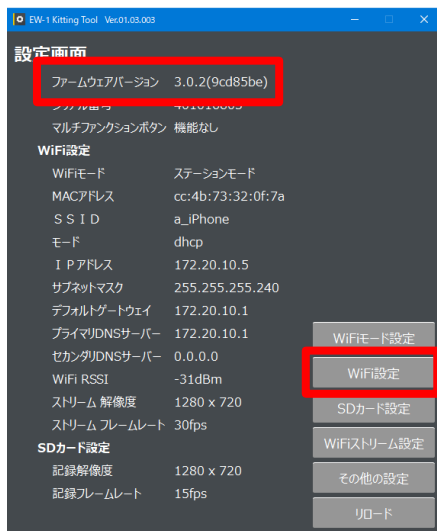 EW-1 Kitting Tool Ver.01.03.003
設定画面
ファームウェアバージョン 3.0.2(9cd85be)
マルチファンクションボタン 機能なし
WiFi設定
WiFiモード ステーションモード
MACアドレス cc:4b:73:32:0f:7a
ＳＳＩＤ a_iPhone
モード dhcp
ＩＰアドレス 172.20.10.5
サブネットマスク 255.255.255.240
デフォルトゲートウェイ 172.20.10.1
プライマリDNSサーバー 172.20.10.1
セカンダリDNSサーバー 0.0.0.0
WiFi RSSI -31dBm
ストリーム 解像度 1280 x 720
ストリーム フレームレート 30fps
SDカード設定
記録解像度 1280 x 720
記録フレームレート 15fps
WiFiモード設定
WiFi設定
SDカード設定
WiFiストリーム設定
その他の設定
リロード